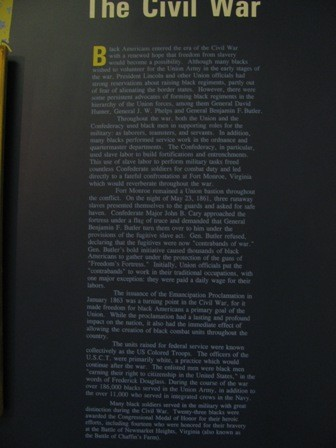 The Civil War
Black Americans entered the era of the Civil War
with a renewed hope that freedom from slavery
would become a possibility. Although many blacks
wished to volunteer for the Union Army in the early stages of
the war, President Lincoln and other Union officials had
strong reservations about raising black regiments, partly out
of fear of alienating the border states. However, there were
some persistent advocates of forming black regiments in the
hierarchy of the Union forces, among them General David
Hunter, General J. W. Phelps and General Benjamin F. Butler.
Throughout the war, both the Union and the
Confederacy used black men in supporting roles for the
military: as laborers, teamsters, and servants. In addition,
many blacks performed service work in the ordnance and
quartermaster departments. The Confederacy, in particular,
used slave labor to build fortifications and entrenchments.
This use of slave labor to perform military tasks freed
countless Confederate soldiers for combat duty and led
directly to a fateful confrontation at Fort Monroe, Virginia
which would reverberate throughout the war.
Fort Monroe remained a Union bastion throughout
the conflict. On the night of May 23, 1861, three runaway
slaves presented themselves to the guards and asked for safe
haven. Confederate Major John B. Cary approached the
fortress under a flag of truce and demanded that General
Benjamin F. Butler turn them over to him under the
provisions of the fugitive slave act. Gen. Butler refused,
declaring that the fugitives were now "contrabands of war."
Gen. Butler's bold initiative caused thousands of black
Americans to gather under the protection of the guns of
"Freedom's Fortress." Initially, Union officials put the
"contrabands" to work in their traditional occupations, with
one major exception: they were paid a daily wage for their
labors.
The issuance of the Emancipation Proclamation in
January 1863 was a turning point in the Civil War, for it
made freedom for black Americans a primary goal of the
Union. While the proclamation had a lasting and profound
impact on the nation, it also had the immediate effect of
allowing the creation of black combat units throughout the
country.
The units raised for federal service were known
collectively as the US Colored Troops. The officers of the
U.S.C.T. were primarily white, a practice which would
continue after the war. The enlisted men were black men
"earning their right to citizenship in the United States," in the
words of Frederick Douglass. During the course of the war
over 186,000 blacks served in the Union Army, in addition to
the over 11,000 who served in integrated crews in the Navy.
Many black soldiers served in the military with great
distinction during the Civil War. Twenty-three blacks were
awarded the Congressional Medal of Honor for their heroic
efforts, including fourteen who were honored for their bravery
at the Battle of Newmarket Heights, Virginia (also known as
the Battle of Chaffin's Farm).